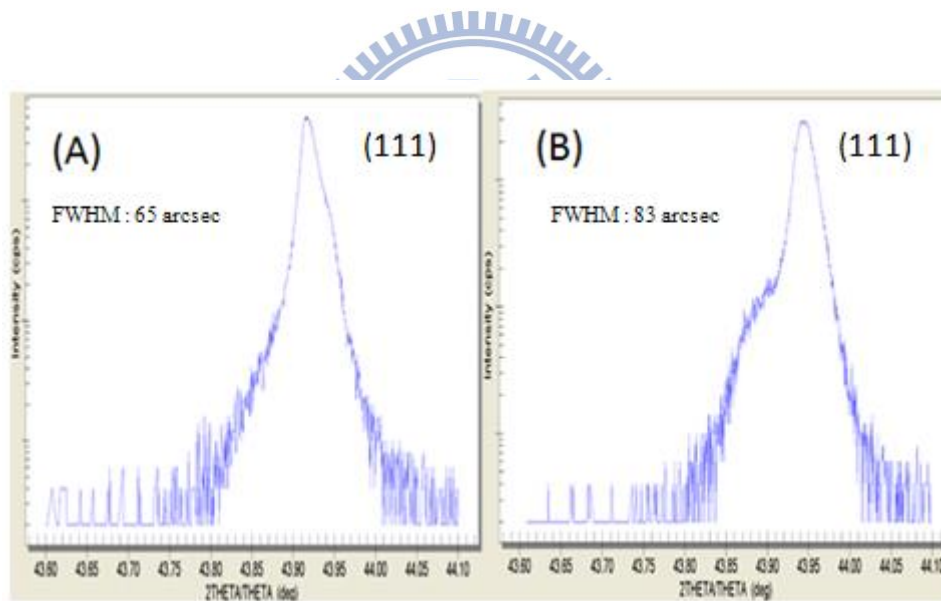 (A)
(111)
FWHM : 65 arcsec
Intensity (cps)
43.60 43.65 43.70 43.75 43.80 43.85 43.90 43.95 44.00 44.05 44.10
2THETA/THETA (deg)
(B)
(111)
FWHM : 83 arcsec
Intensity (cps)
43.60 43.65 43.70 43.75 43.80 43.85 43.90 43.95 44.00 44.05 44.10
2THETA/THETA (deg)